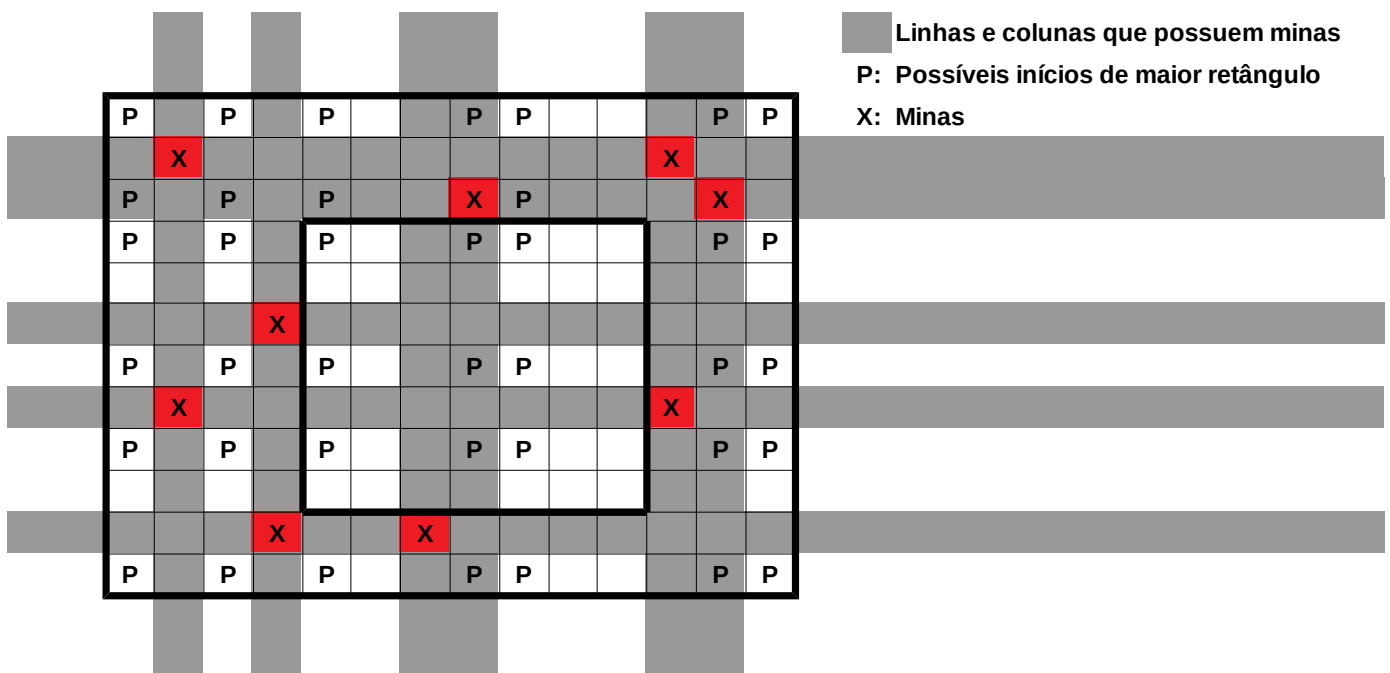 Linhas e colunas que possuem minas
P: Possíveis inícios de maior retângulo
X: Minas
P P P P P P P
X X
P P P X P X
P P P P P P P
X
P P P P P P P
X X
P P P P P P P
X X
P P P P P P P